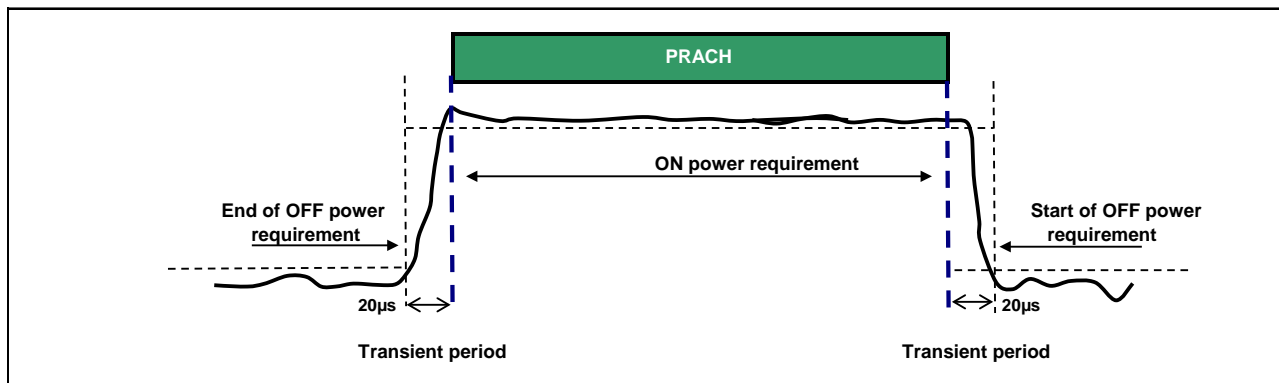 PRACH
ON power requirement
End of OFF power
requirement
Start of OFF power
requirement
20µs
20µs
Transient period
Transient period